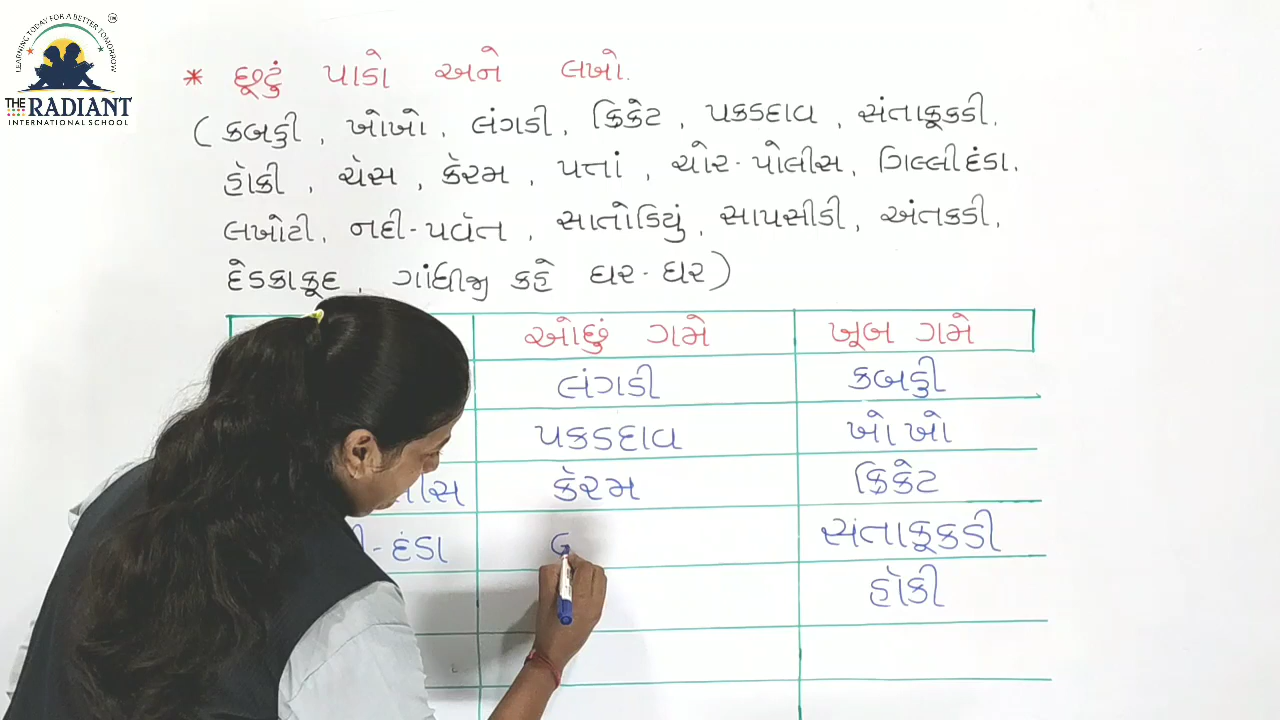 LEARNING TODAY FOR A BETTER TOMORROW
THE RADIANT
INTERNATIONAL SCHOOL
* છૂટું પાડો અને લખો.
(કબડ્ડી, ખોખો, લંગડી, ક્રિકેટ, પકડદાવ, સંતાકૂકડી.
હૉકી, ચેસ, કૅરમ, પત્તાં, ચોર-પોલીસ, ગિલ્લીદંડા.
લખોટી, નદી-પર્વત, સાતોડિયું, સાપસીડી, અંતકડી,
દેડકાકૂદ, ગાંધીજી કહે ઘર-ઘર)
ઓછું ગમે ખૂબ ગમે
લંગડી કબડ્ડી
પકડદાવ ખોખો
કૅરમ ક્રિકેટ
-દંડા સંતાકૂકડી
હૉકી